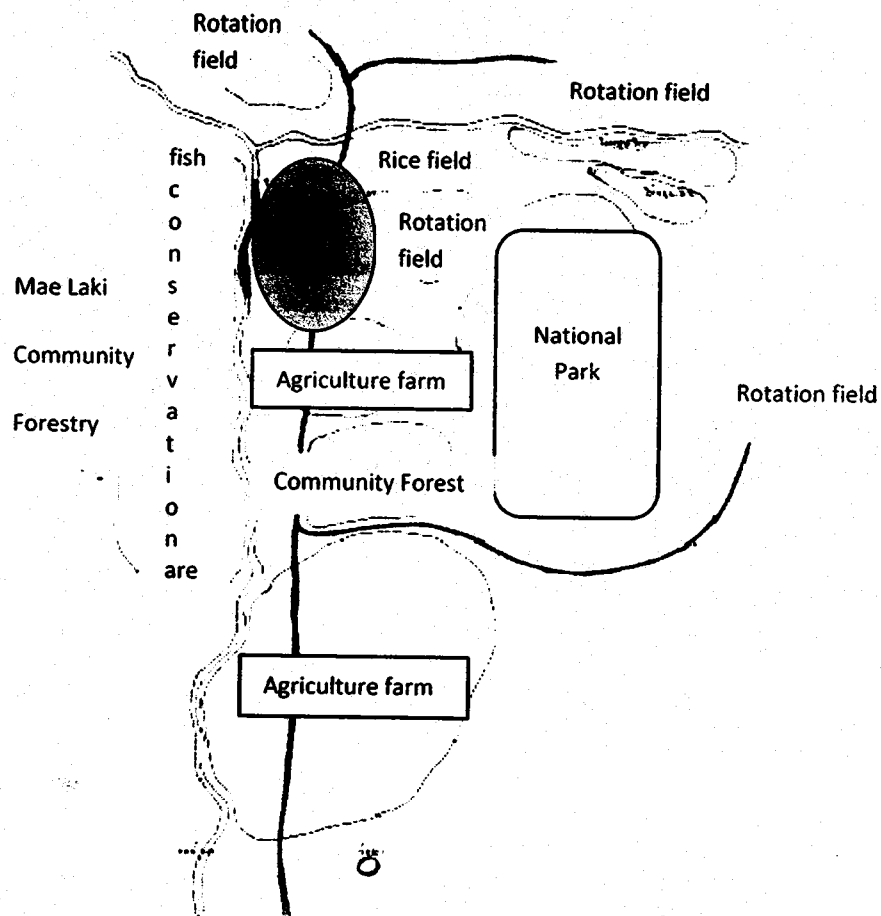 Rotation
field
Rotation field
fish
c
o
n
s
e
r
v
a
t
i
o
n
are
Rice field
Rotation
field
Mae Laki
Community
Forestry
National
Park
Agriculture farm
Rotation field
Community Forest
Agriculture farm